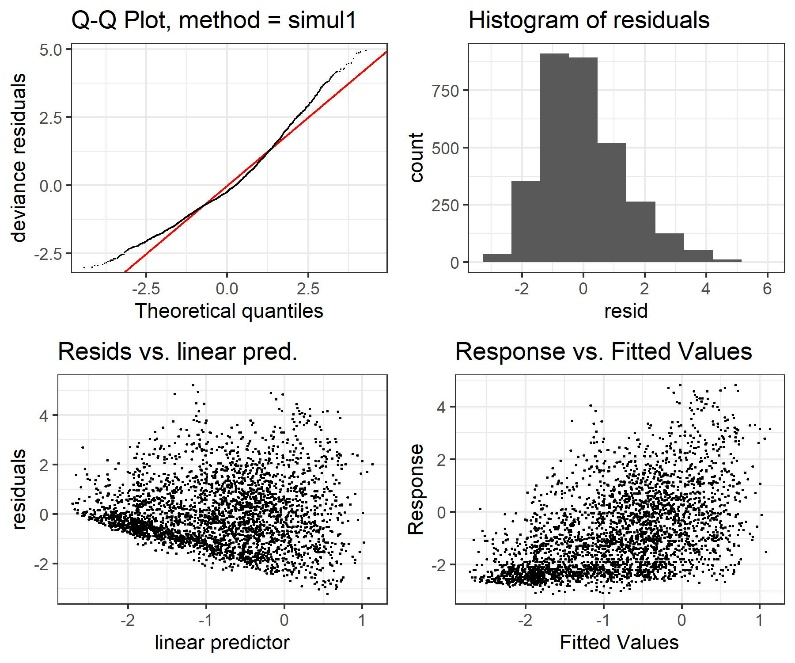 Q-Q Plot, method = simul1
5.0
2.5
0.0
-2.5
deviance residuals
-2.5 0.0 2.5
Theoretical quantiles
Histogram of residuals
750
500
250
0
count
-2 0 2 4 6
resid
Resids vs. linear pred.
4
2
0
-2
residuals
-2 -1 0 1
linear predictor
Response vs. Fitted Values
4
2
0
-2
Response
-2 -1 0 1
Fitted Values